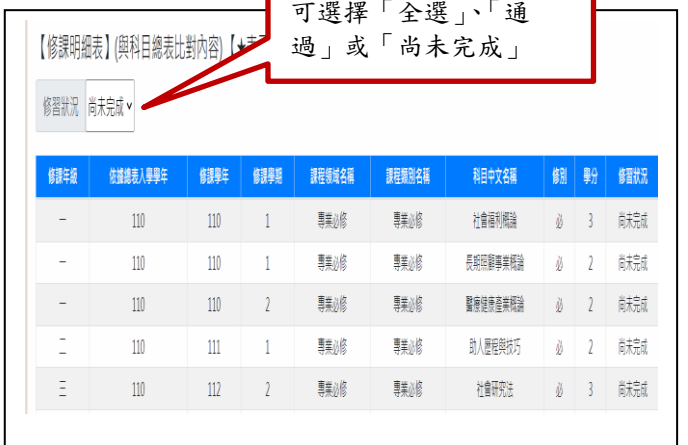 可選擇「全選」、「通
過」或「尚未完成」
【修課明細表】(與科目總表比對內容)【★
修習狀況 尚未完成
修課年級 依據總表入學學年 修課學年 修課學期 課程領域名稱 課程類別名稱 科目中文名稱 修別 學分 修習狀況
一 110 110 1 專業必修 專業必修 社會福利概論 必 3 尚未完成
一 110 110 1 專業必修 專業必修 長期照顧事業概論 必 2 尚未完成
一 110 110 2 專業必修 專業必修 醫療健康產業概論 必 2 尚未完成
二 110 111 1 專業必修 專業必修 助人歷程與技巧 必 2 尚未完成
三 110 112 2 專業必修 專業必修 社會研究法 必 3 尚未完成